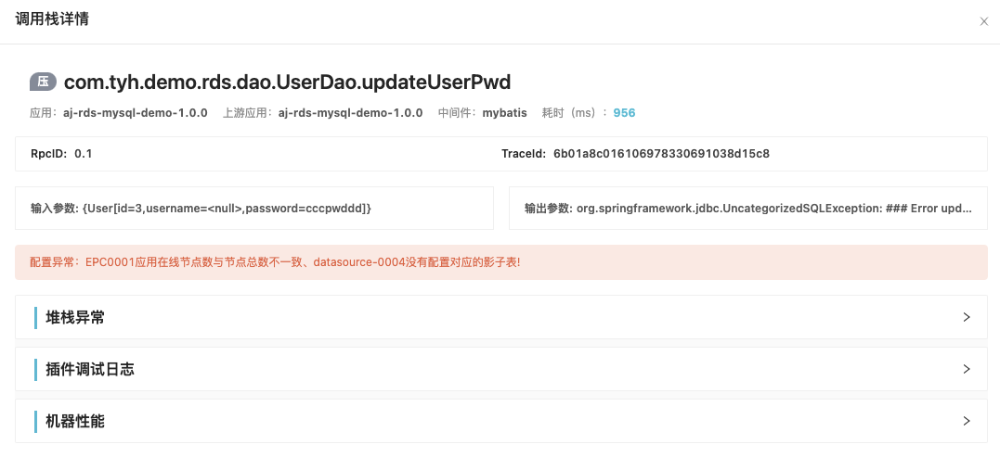 调用栈详情
压 com.tyh.demo.rds.dao.UserDao.updateUserPwd
应用: aj-rds-mysql-demo-1.0.0 上游应用: aj-rds-mysql-demo-1.0.0 中间件: mybatis 耗时（ms）: 956
RpcID: 0.1 TraceId: 6b01a8c016106978330691038d15c8
输入参数: {User[id=3,username=<null>,password=cccpwddd]} 输出参数: org.springframework.jdbc.UncategorizedSQLException: ### Error upd...
配置异常: EPC0001应用在线节点数与节点总数不一致、datasource-0004没有配置对应的影子表!
堆栈异常
插件调试日志
机器性能